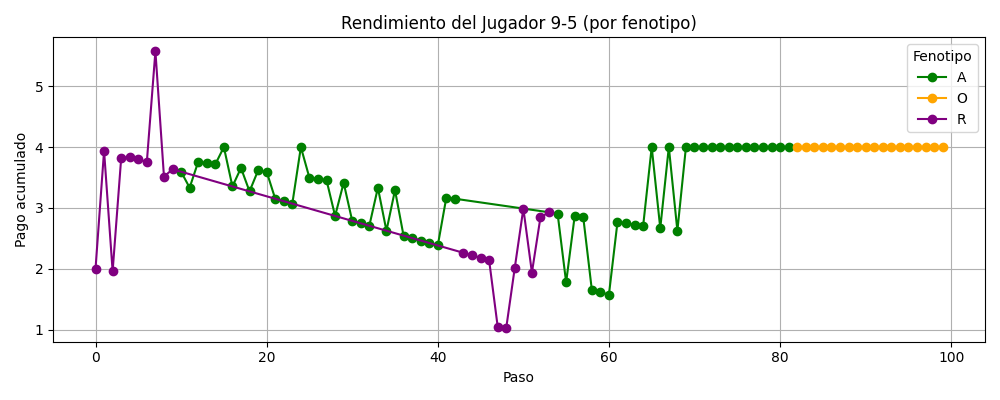 Rendimiento del Jugador 9-5 (por fenotipo)
Pago acumulado
5
4
3
2
1
Fenotipo
A
O
R
0 20 40 60 80 100
Paso